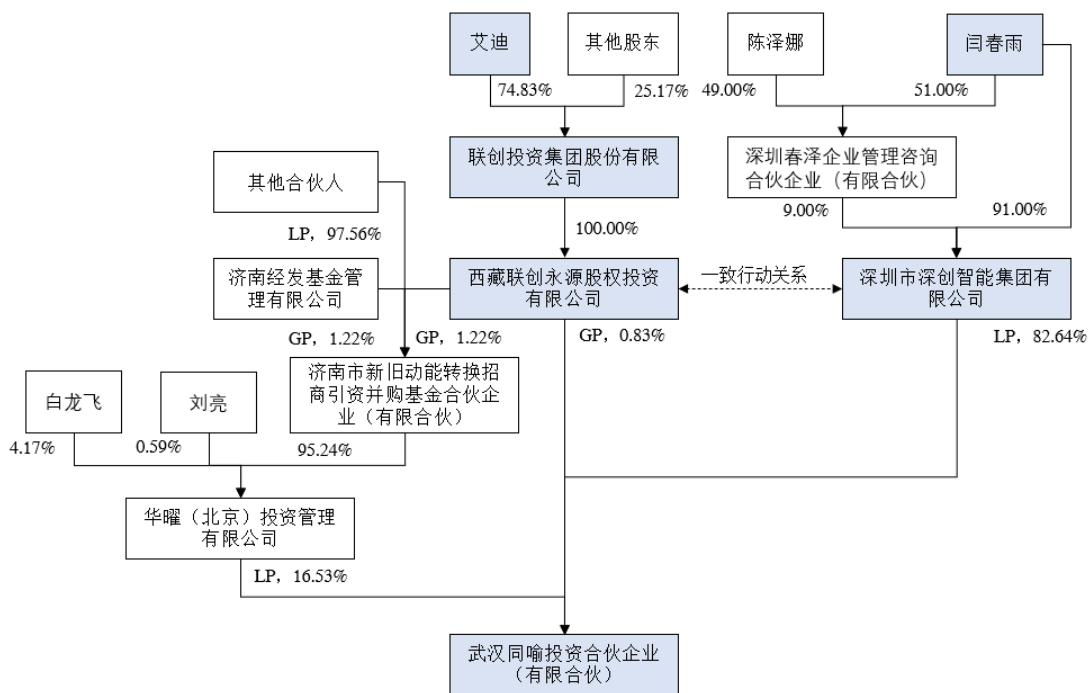 艾迪
其他股东
陈泽娜
闫春雨
74.83%
25.17%
49.00%
51.00%
联创投资集团股份有限
公司
深圳春泽企业管理咨询
合伙企业（有限合伙）
其他合伙人
9.00%
91.00%
LP，97.56%
100.00%
济南经发基金管
理有限公司
西藏联创永源股权投资
有限公司
一致行动关系
深圳市深创智能集团有
限公司
GP，1.22%
GP，1.22%
GP，0.83%
LP，82.64%
白龙飞
刘亮
济南市新旧动能转换招
商引资并购基金合伙企
业（有限合伙）
4.17%
0.59%
95.24%
华曜（北京）投资管理
有限公司
LP，16.53%
武汉同喻投资合伙企业
（有限合伙）